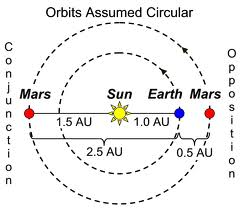 Orbits Assumed Circular
Conjunction
Opposition
Mars Sun Earth Mars
1.5 AU 1.0 AU
2.5 AU 0.5 AU